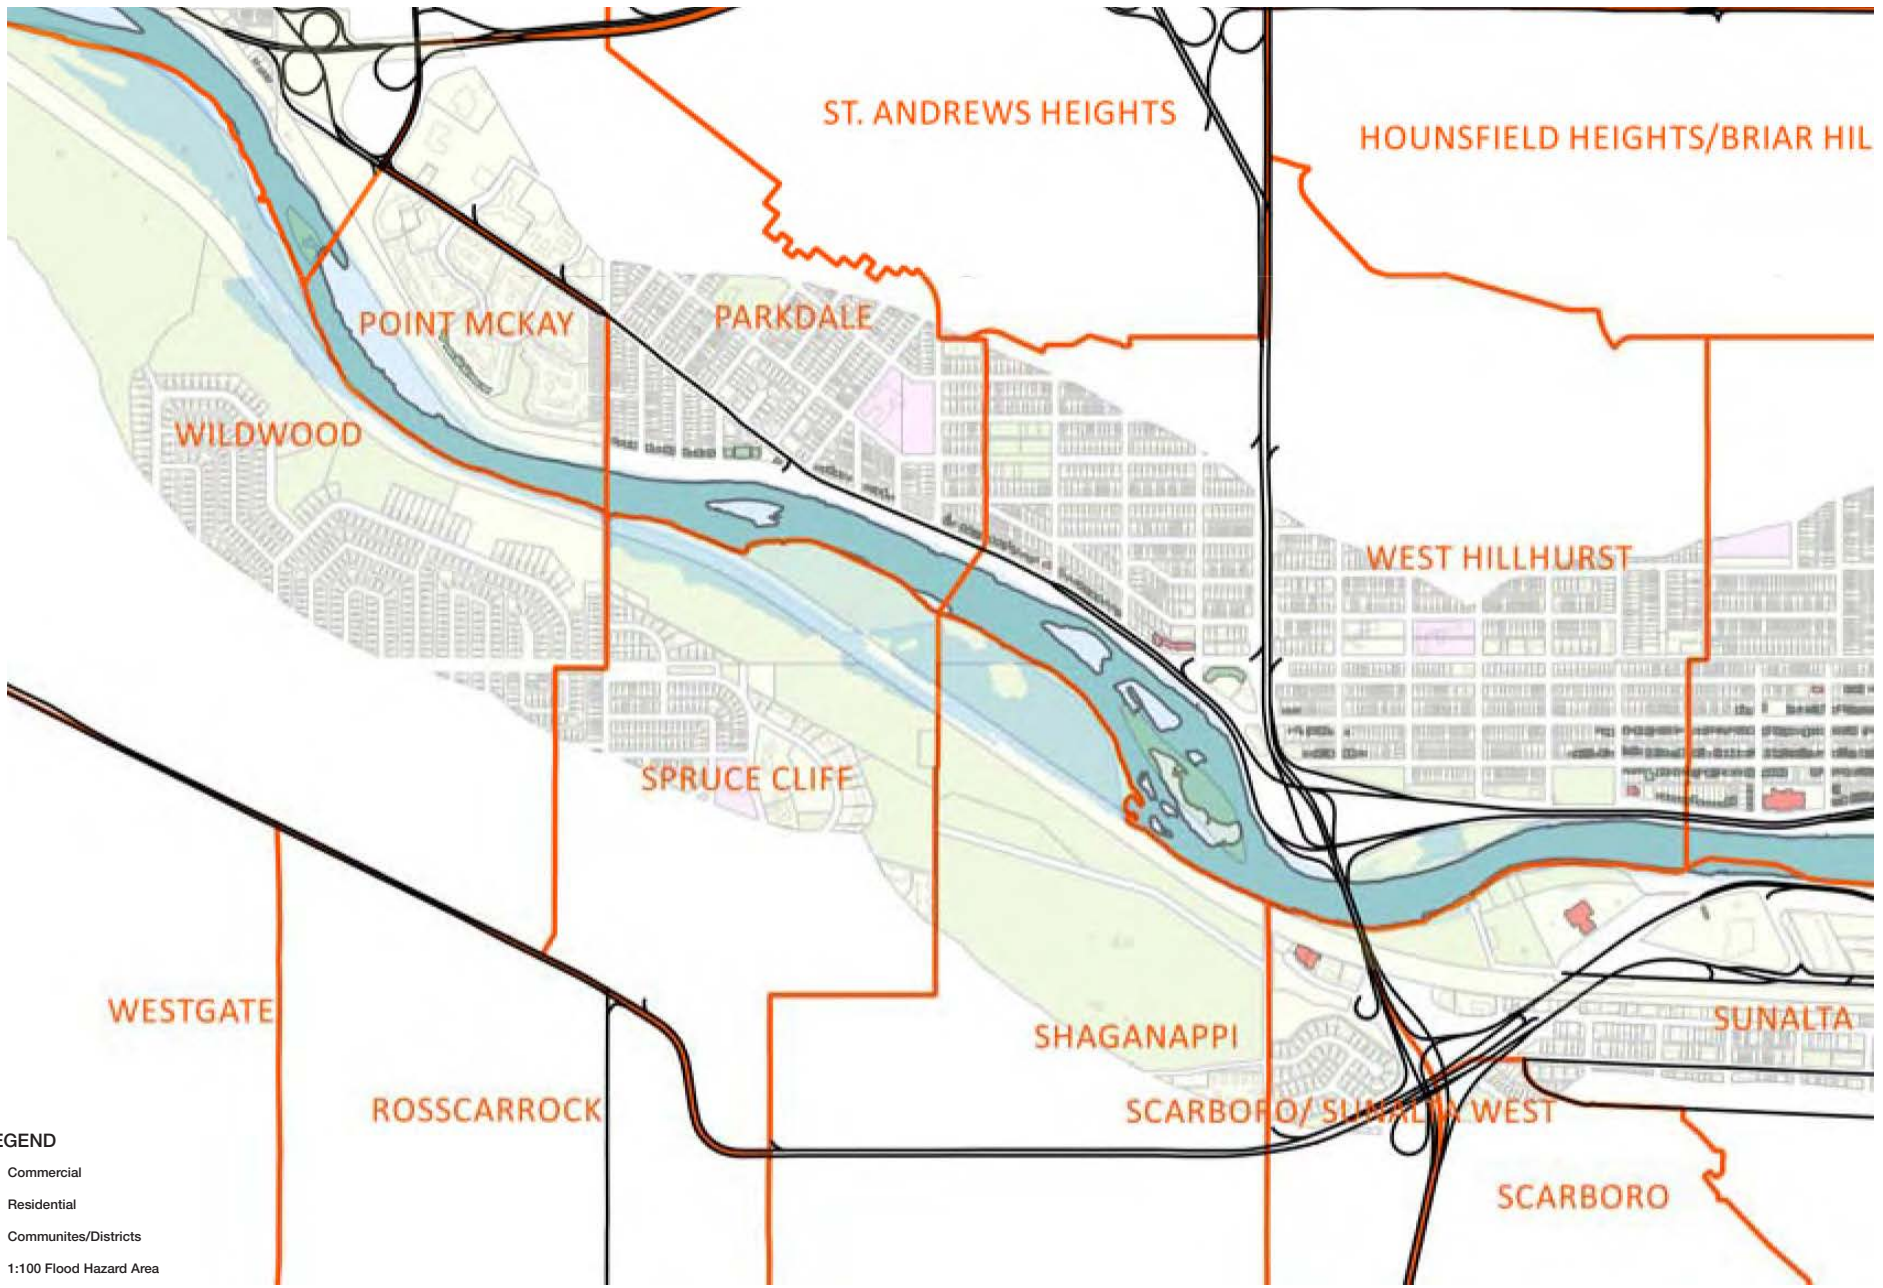 ST. ANDREWS HEIGHTS
HOUNSFIELD HEIGHTS/BRIAR HIL
POINT MCKAY
PARKDALE
WILDWOOD
WEST HILLHURST
SPRUCE CLIFF
WESTGATE
SHAGANAPPI
SUNALTA
ROSSCARROCK
SCARBORO/ SUNALTA WEST
SCARBORO
EGEND
Commercial
Residential
Communites/Districts
1:100 Flood Hazard Area